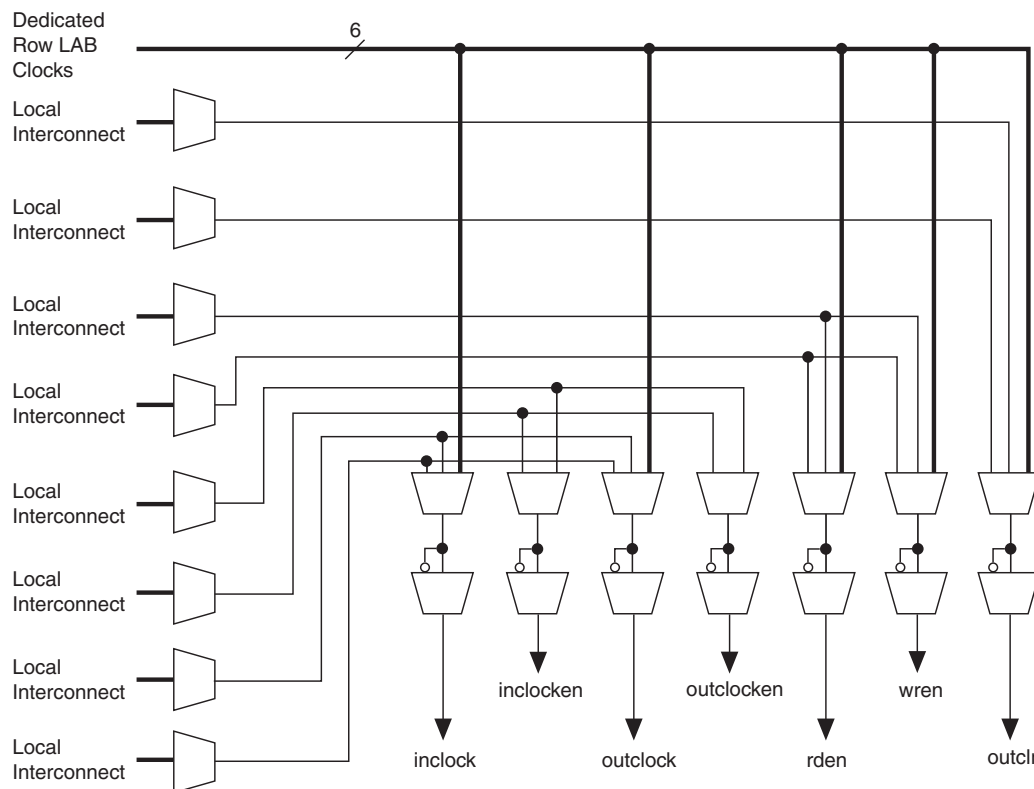 Dedicated
Row LAB
Clocks
6
Local
Interconnect
Local
Interconnect
Local
Interconnect
Local
Interconnect
Local
Interconnect
Local
Interconnect
Local
Interconnect
Local
Interconnect
inclocken
outclocken
wren
inclock
outclock
rden